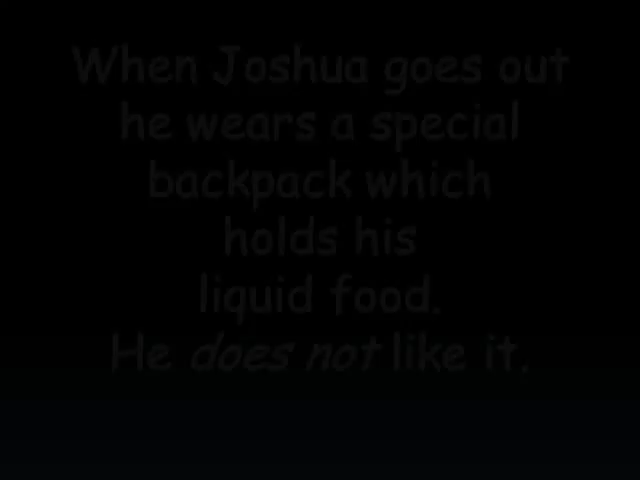 When Joshua goes out
he wears a special
backpack which
holds his
liquid food.
He does not like it.